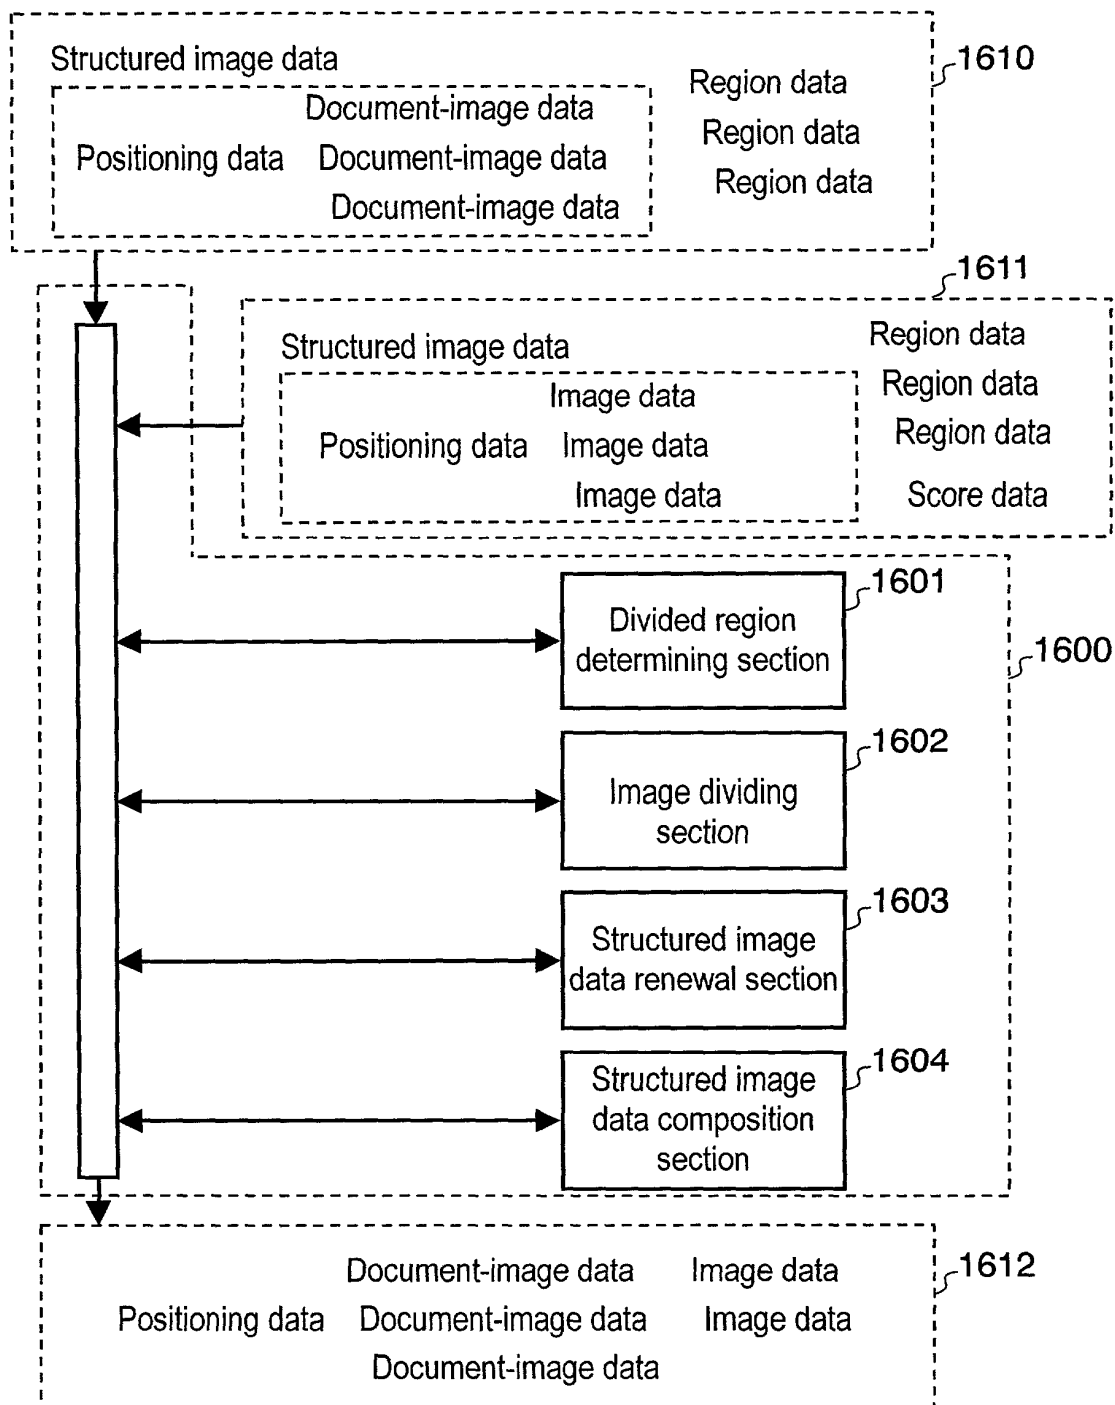 Structured image data
1610
Region data
Document-image data
Region data
Positioning data Document-image data
Region data
Document-image data
1611
Structured image data
Region data
Image data
Region data
Positioning data Image data
Region data
Image data
Score data
1601
Divided region
determining section
1600
1602
Image dividing
section
1603
Structured image
data renewal section
1604
Structured image
data composition
section
1612
Document-image data Image data
Positioning data Document-image data Image data
Document-image data